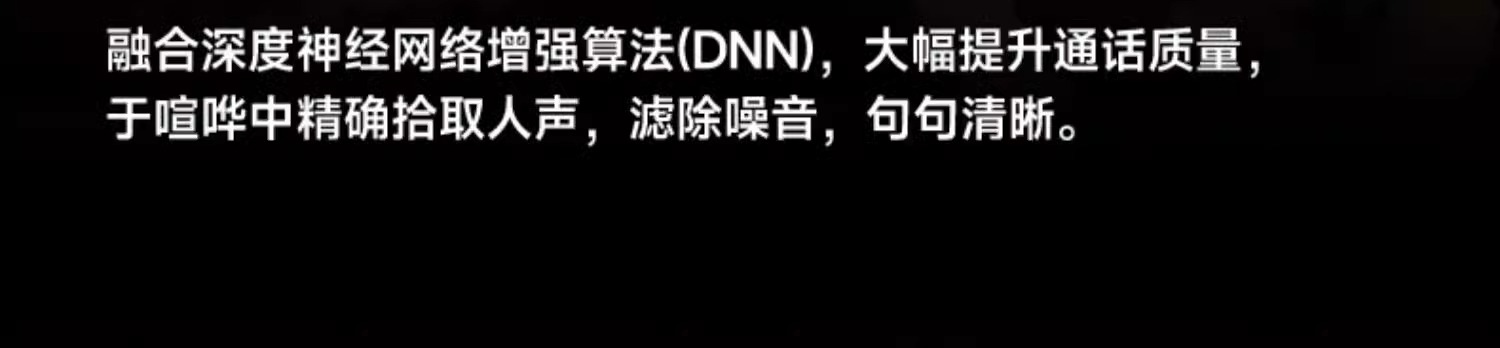 融合深度神经网络增强算法(DNN)，大幅提升通话质量，
于喧哗中精确拾取人声，滤除噪音，句句清晰。